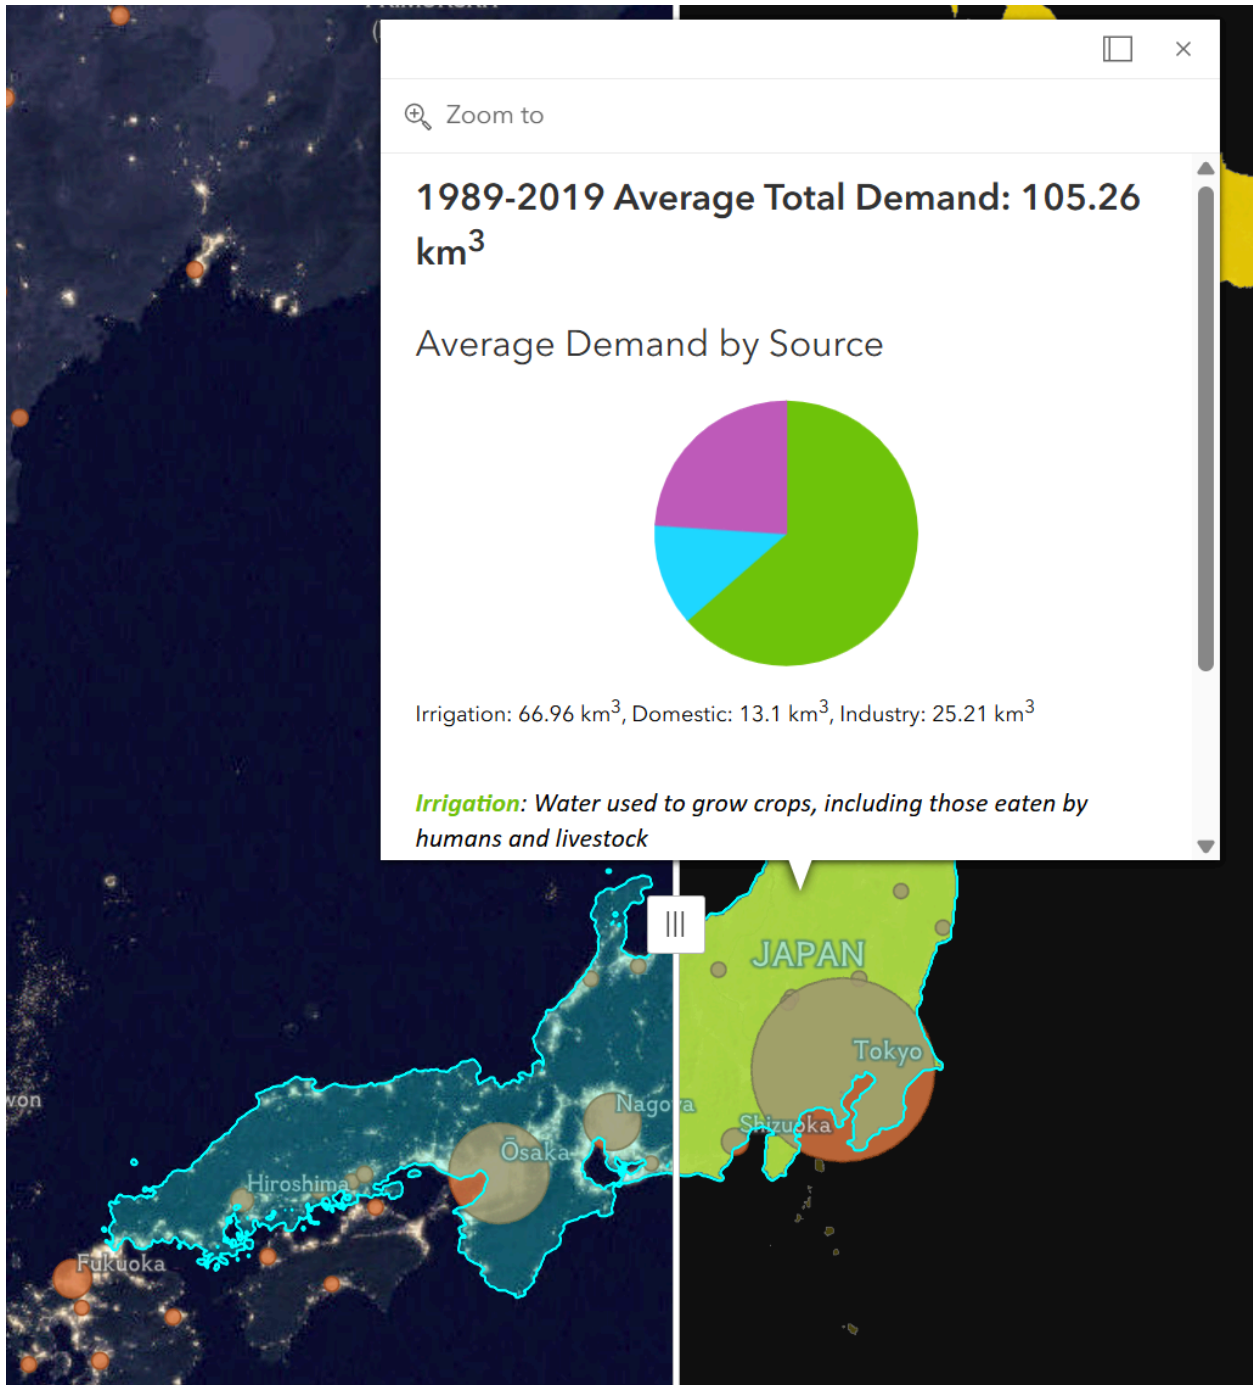 Zoom to
1989-2019 Average Total Demand: 105.26
km³
Average Demand by Source
Irrigation: 66.96 km³, Domestic: 13.1 km³, Industry: 25.21 km³
Irrigation: Water used to grow crops, including those eaten by
humans and livestock
JAPAN
Tokyo
Nagoya
Shizuoka
Ōsaka
Hiroshima
Fukuoka